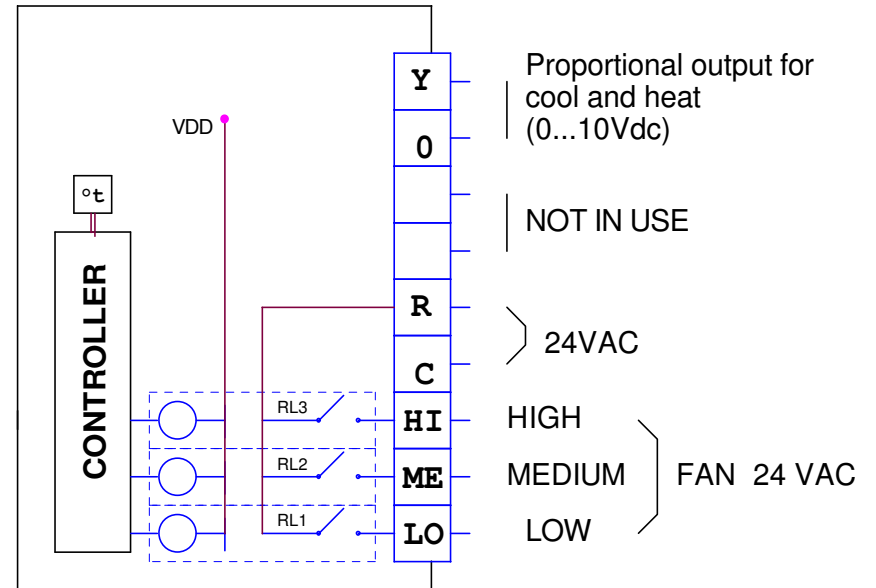 Y
Proportional output for
cool and heat
(0...10Vdc)
VDD
0
°t
NOT IN USE
CONTROLLER
R
24VAC
C
RL3
HI
HIGH
RL2
ME
MEDIUM
FAN 24 VAC
RL1
LO
LOW